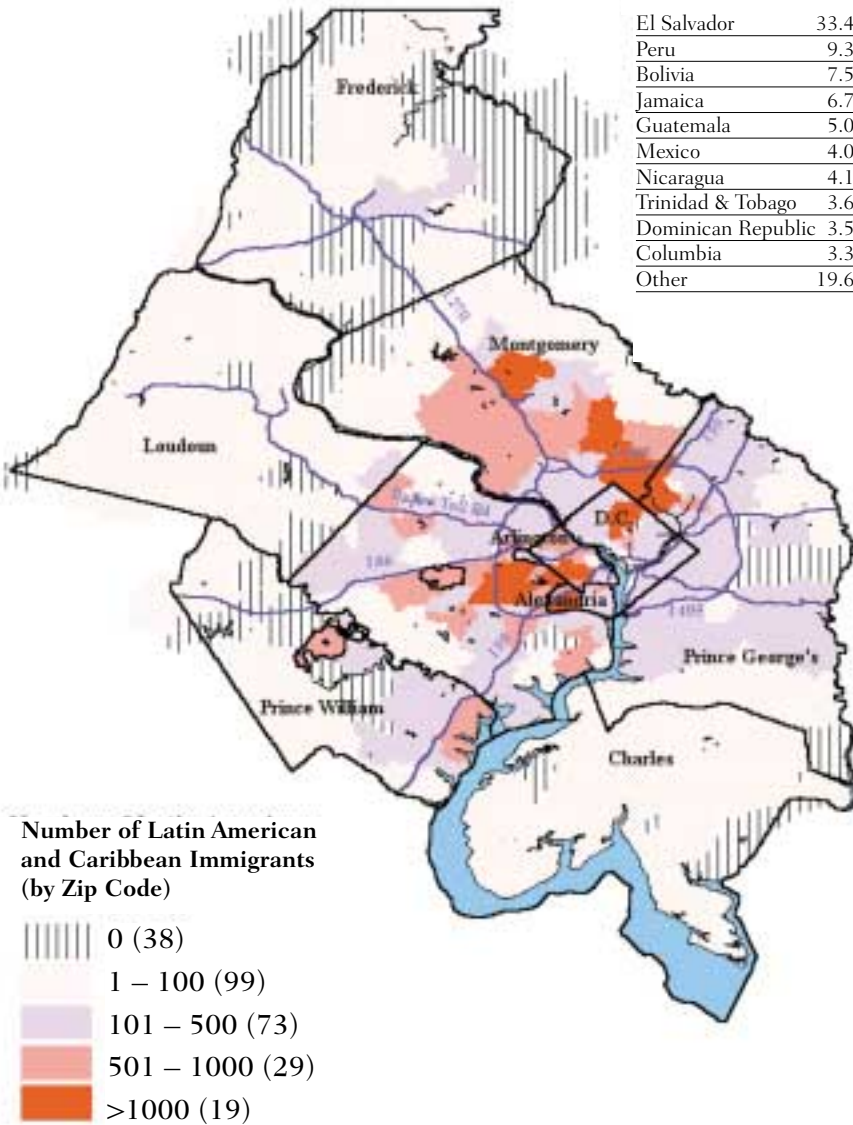 El Salvador 33.4
Peru 9.3
Bolivia 7.5
Jamaica 6.7
Guatemala 5.0
Mexico 4.0
Nicaragua 4.1
Trinidad & Tobago 3.6
Dominican Republic 3.5
Columbia 3.3
Other 19.6
Frederick
I 270
Montgomery
Loudoun
D.C.
Arlington
I 66
Alexandria
I 495
Prince George's
Prince William
Charles
Number of Latin American
and Caribbean Immigrants
(by Zip Code)
0 (38)
1 – 100 (99)
101 – 500 (73)
501 – 1000 (29)
>1000 (19)